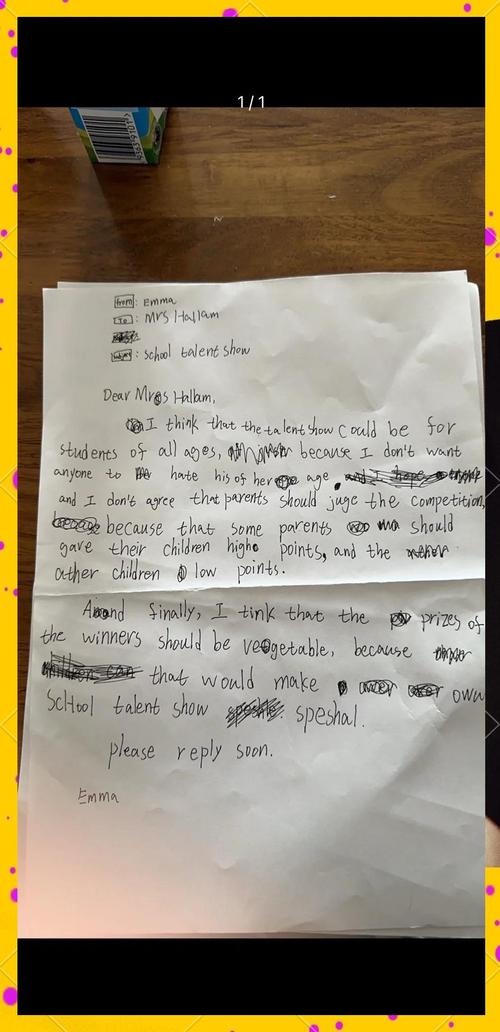 1/1
from: Emma
To: Mrs Hallam
: School talent show
Dear Mrs Hallam,
I think that the talent show could be for
students of all ages, because I don't want
anyone to hate his of her age.
and I don't agree that parents should juge the competition,
because that some parents should
gave their children high points, and the
other children low points.
And finally, I tink that the prizes of
the winners should be vegetable, because
that would make own
School talent show speshal.
please reply soon.
Emma